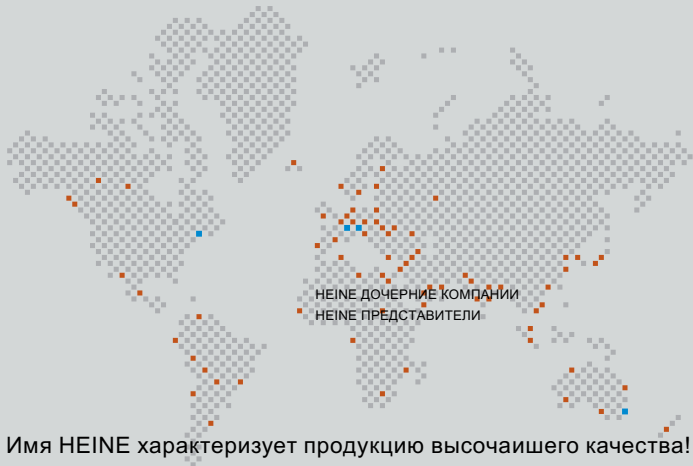 HEINE ДОЧЕРНИЕ КОМПАНИИ
HEINE ПРЕДСТАВИТЕЛИ
Имя HEINE характеризует продукцию высочаишего качества!